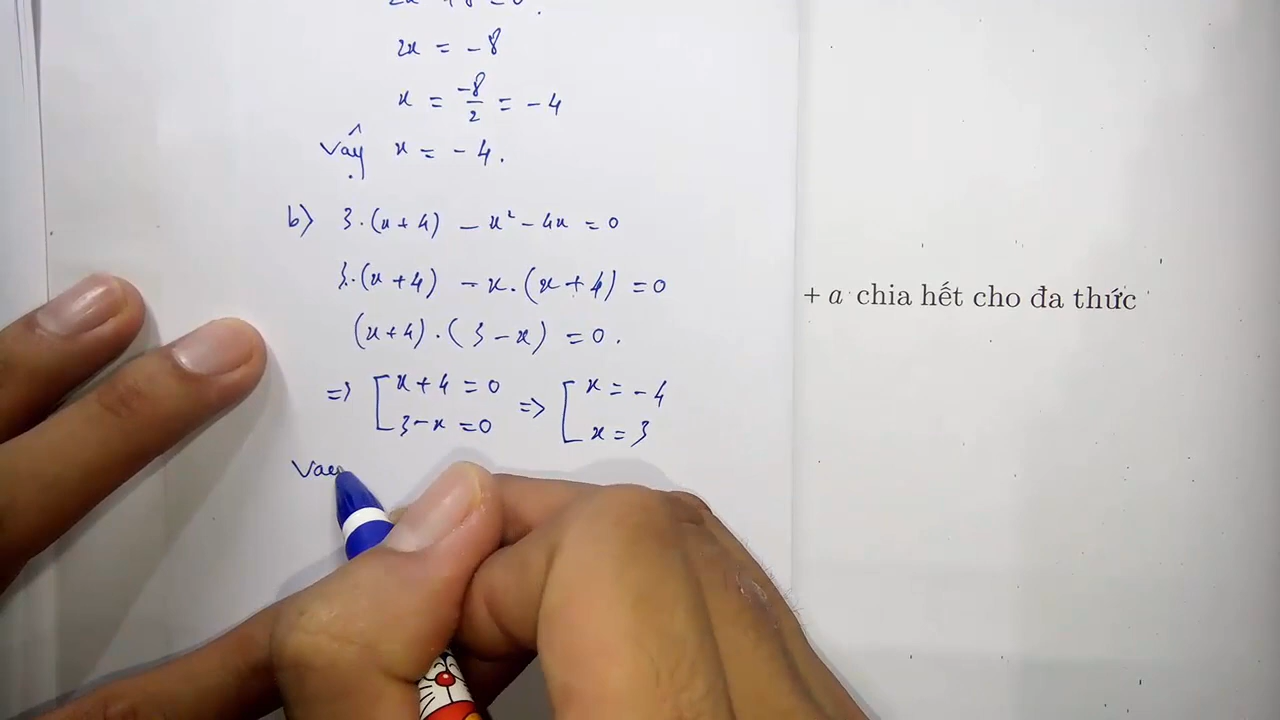 2x = -8
x = -8/2 = -4
Vậy x = -4.
b) 3.(x+4) - x² - 4x = 0
3.(x+4) - x.(x+4) = 0
(x+4).(3-x) = 0.
=> [ x+4 = 0 => [ x = -4
3-x = 0 x = 3
Vay
+ a chia hết cho đa thức